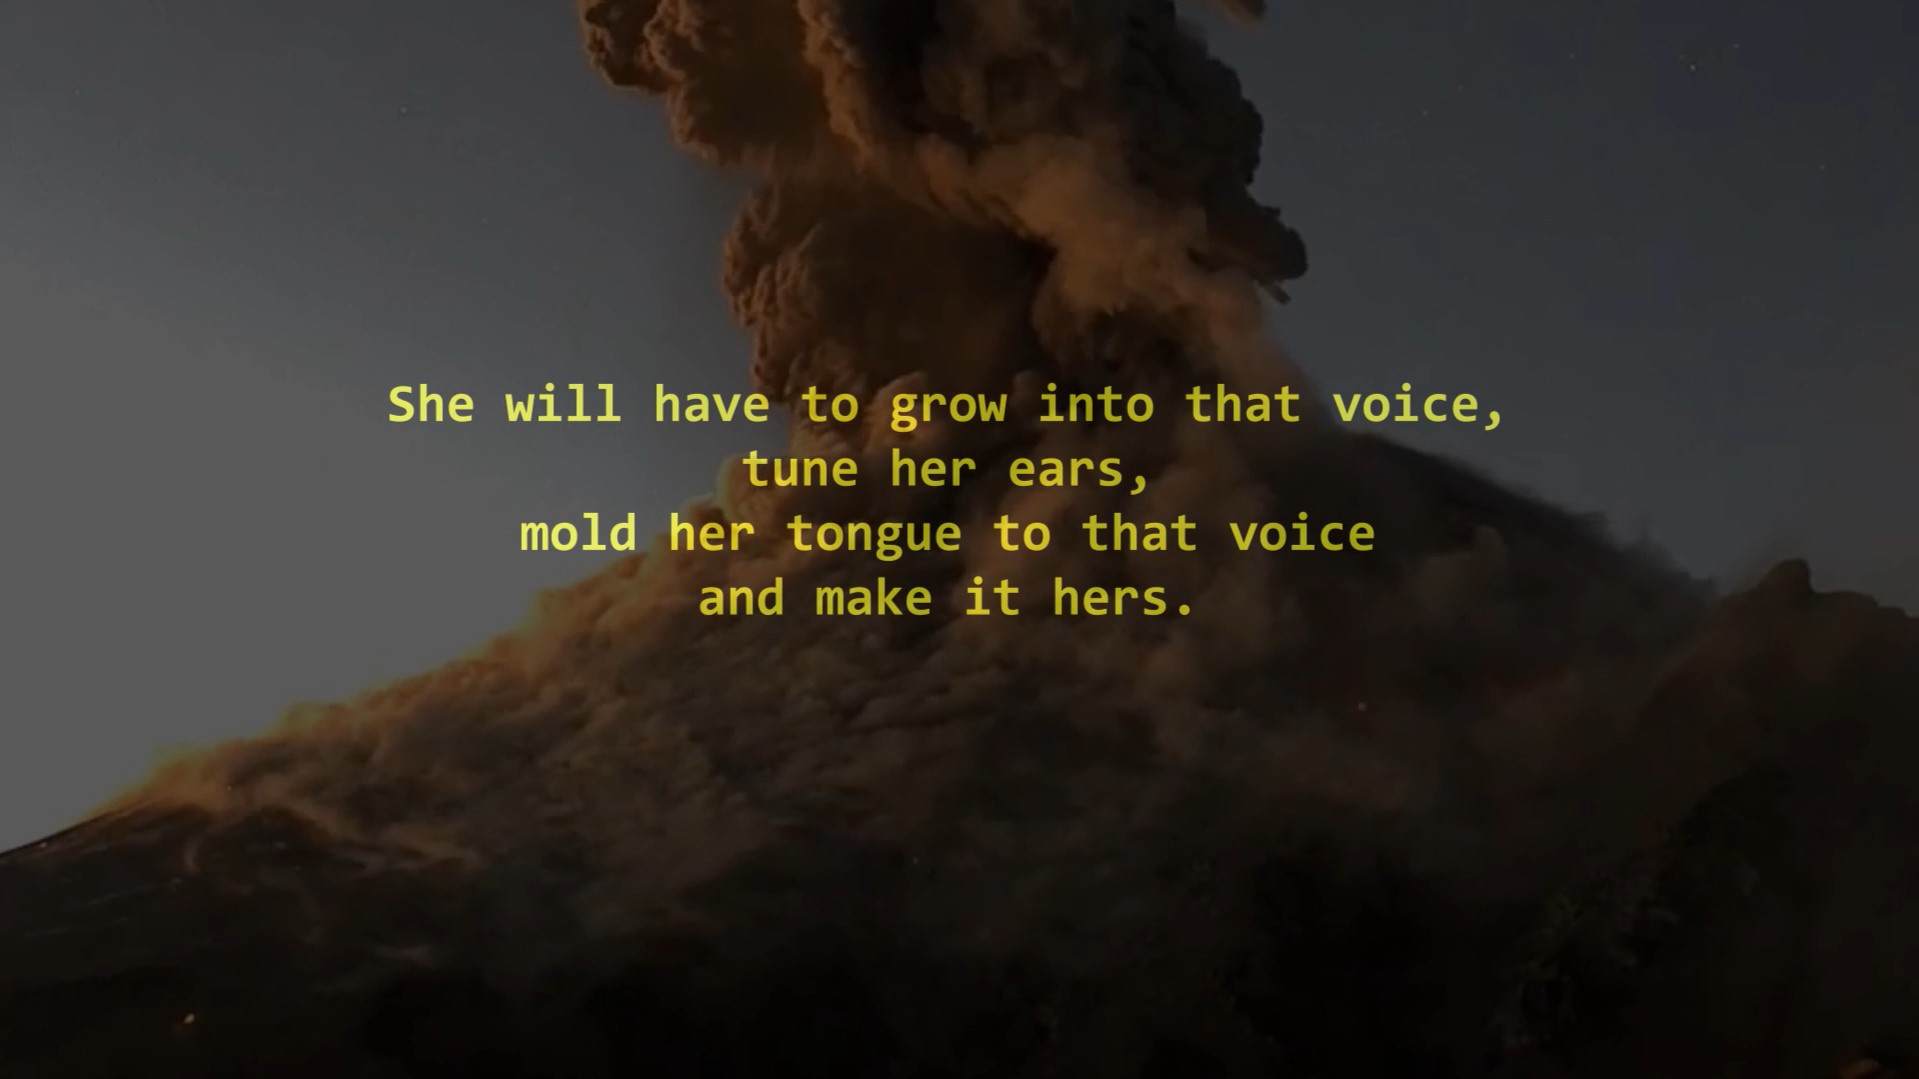 She will have to grow into that voice,
tune her ears,
mold her tongue to that voice
and make it hers.